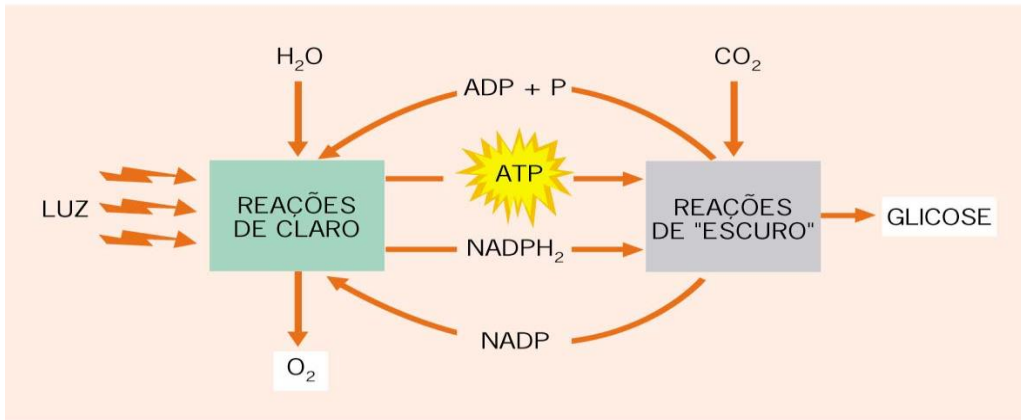 H₂O
CO₂
ADP + P
ATP
LUZ
REAÇÕES
DE CLARO
REAÇÕES
DE "ESCURO"
GLICOSE
NADPH₂
NADP
O₂